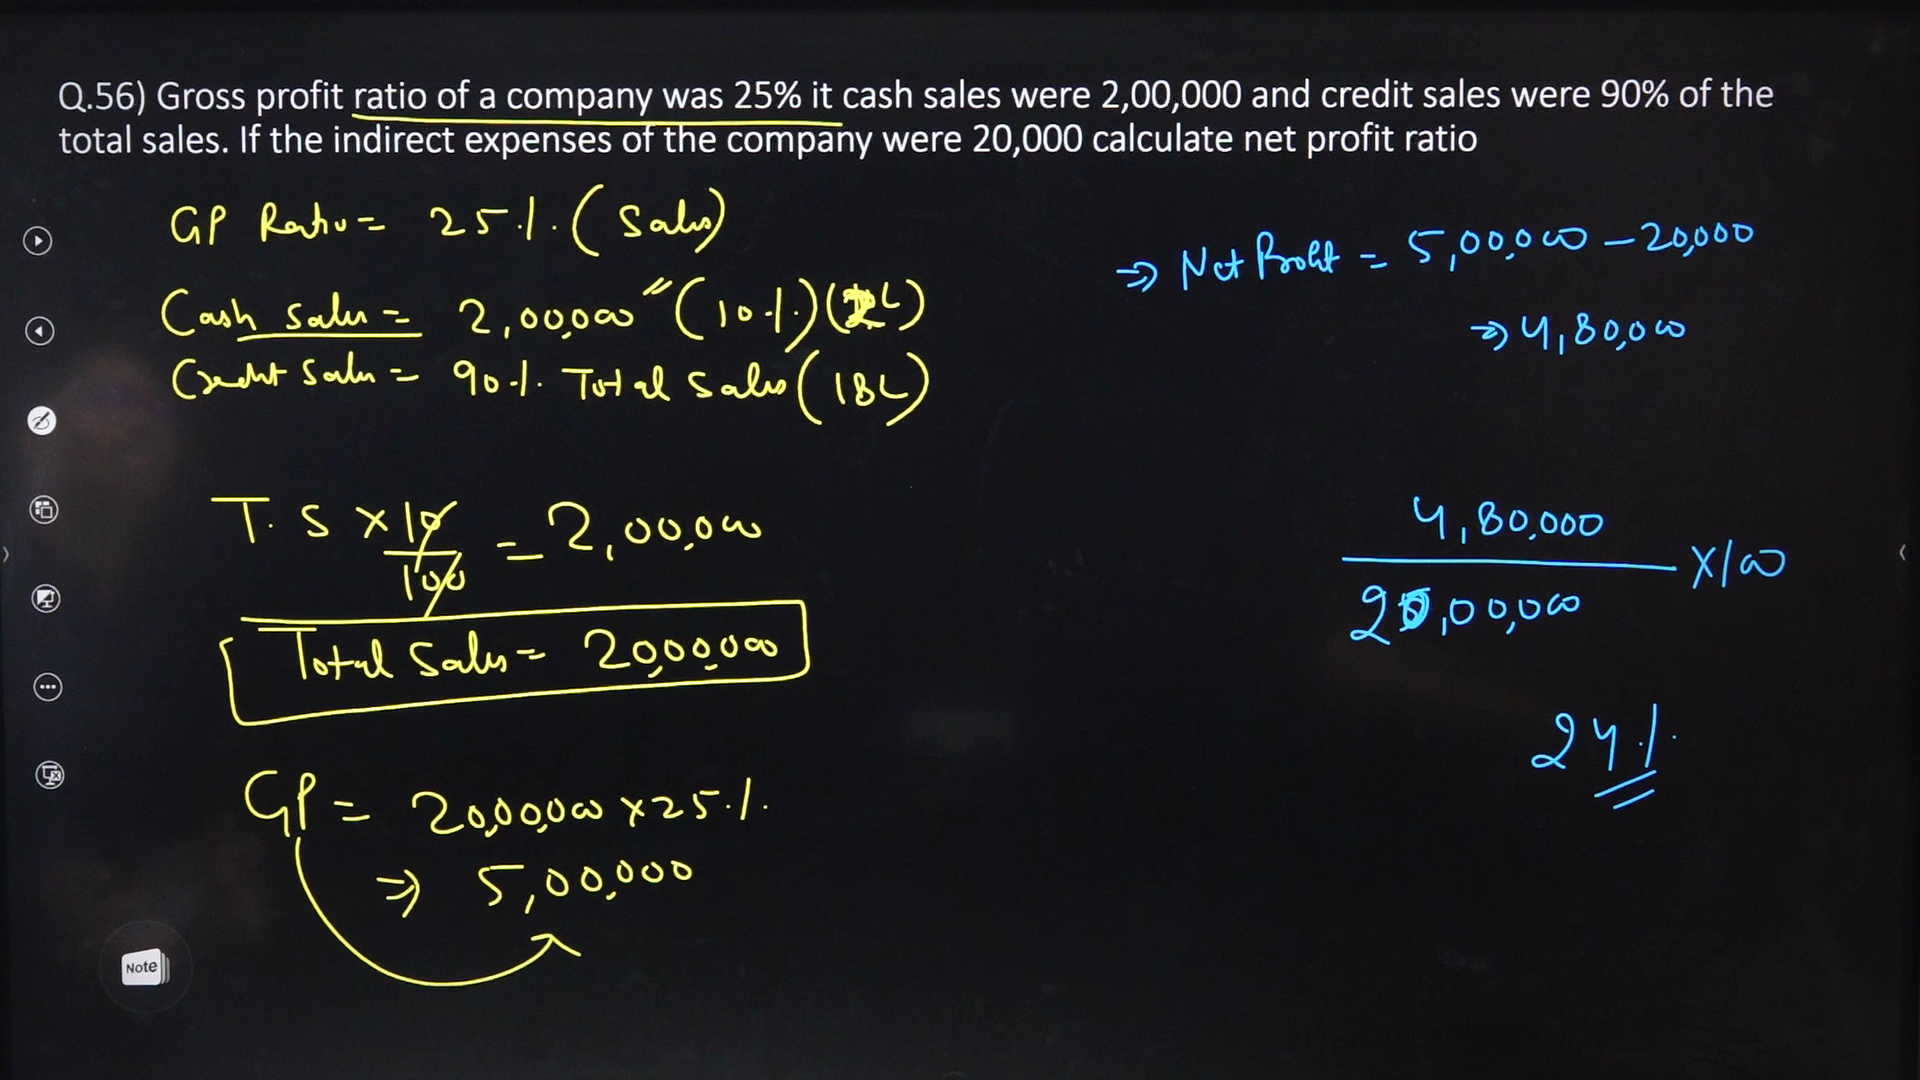 Q.56) Gross profit ratio of a company was 25% it cash sales were 2,00,000 and credit sales were 90% of the
total sales. If the indirect expenses of the company were 20,000 calculate net profit ratio
GP Ratio = 25% (Sales)
Cash Sales = 2,00,000 " (10%) (2L)
Credit Sales = 90% Total Sales (18L)
T.S x 10/100 = 2,00,000
Total Sales = 20,00,000
GP = 20,00,000 x 25%
⇒ 5,00,000
⇒ Net Profit = 5,00,000 - 20,000
⇒ 4,80,000
4,80,000
20,00,000 x 100
24%
Note